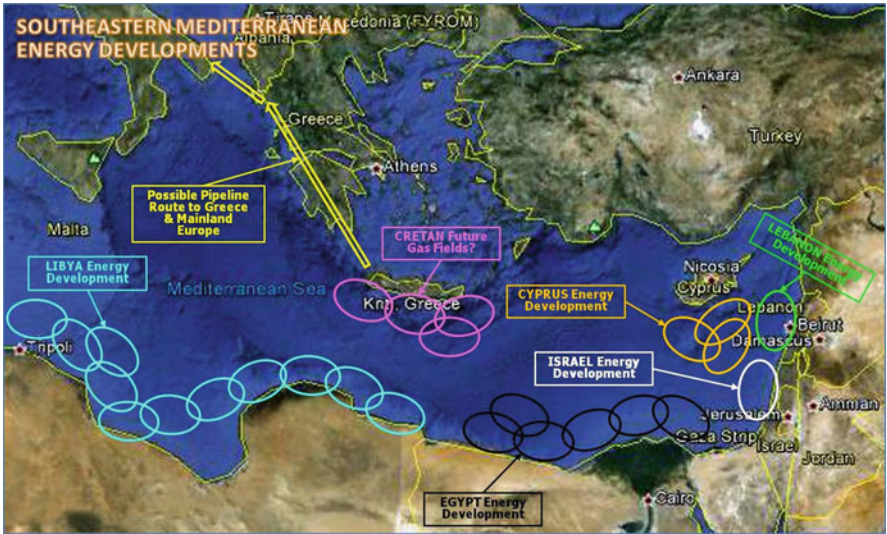 SOUTHEASTERN MEDITERRANEAN
ENERGY DEVELOPMENTS
Macedonia (FYROM)
Albania
Ankara
Greece
Turkey
Athens
Possible Pipeline
Route to Greece
& Mainland
Europe
Malta
CRETAN Future
Gas Fields?
LEBANON Energy
Development
LIBYA Energy
Development
Nicosia
Cyprus
Mediterranean Sea
Kriti, Greece
CYPRUS Energy
Development
Lebanon
Beirut
Tripoli
Damascus
ISRAEL Energy
Development
Jerusalem
Amman
Gaza Strip
Israel
Jordan
EGYPT Energy
Development
Cairo